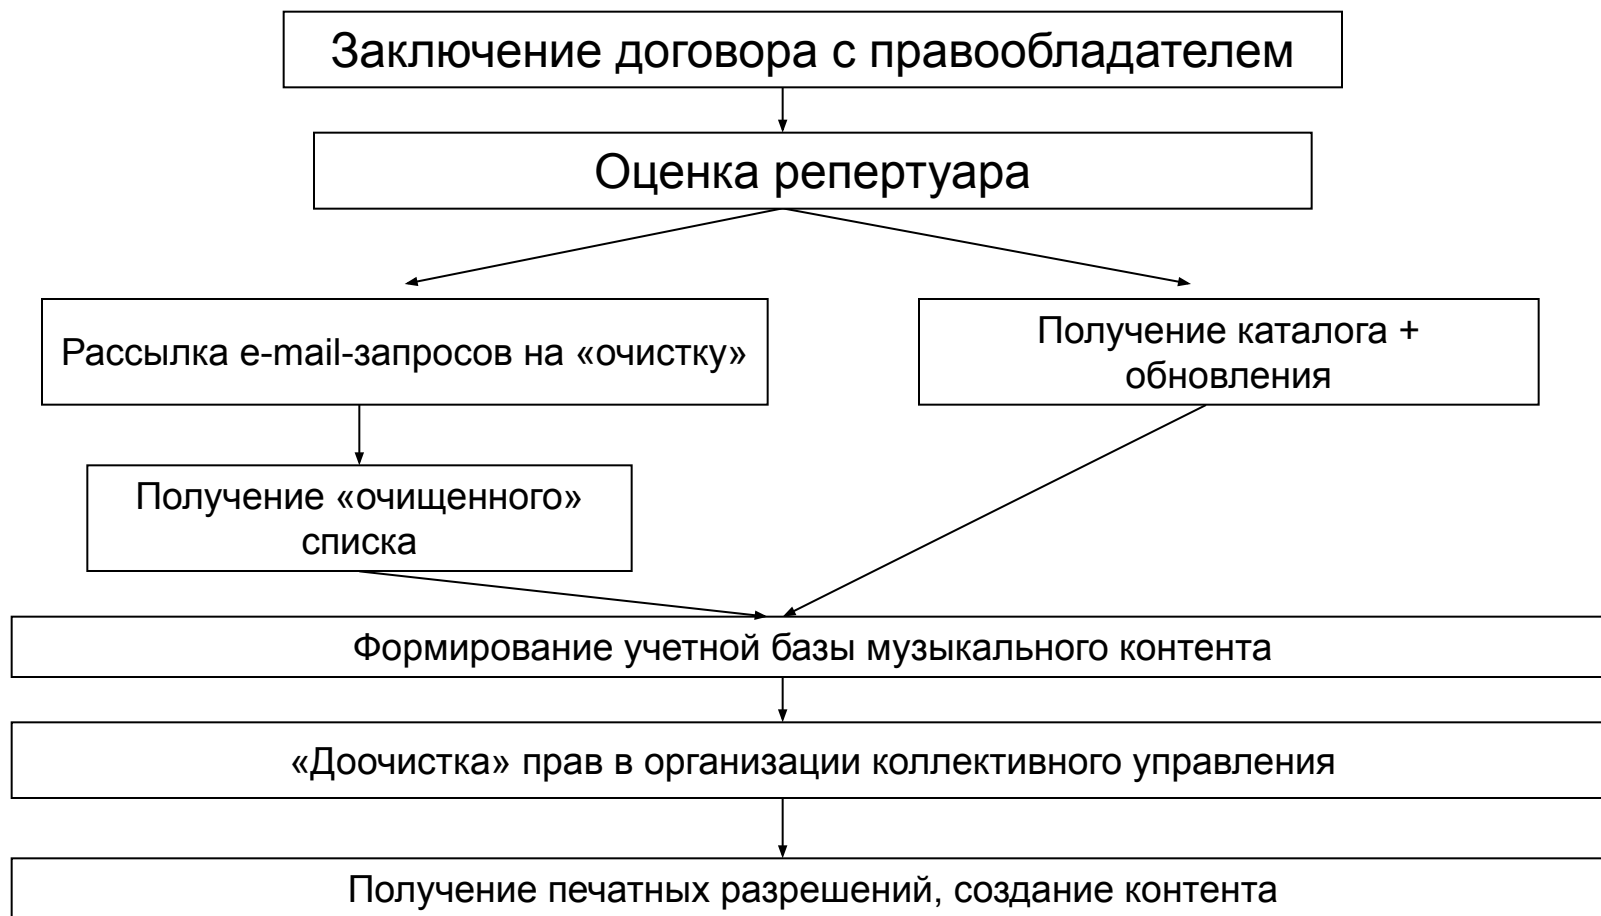 Заключение договора с правообладателем
Оценка репертуара
Рассылка e-mail-запросов на «очистку»
Получение каталога +
обновления
Получение «очищенного»
списка
Формирование учетной базы музыкального контента
«Доочистка» прав в организации коллективного управления
Получение печатных разрешений, создание контента